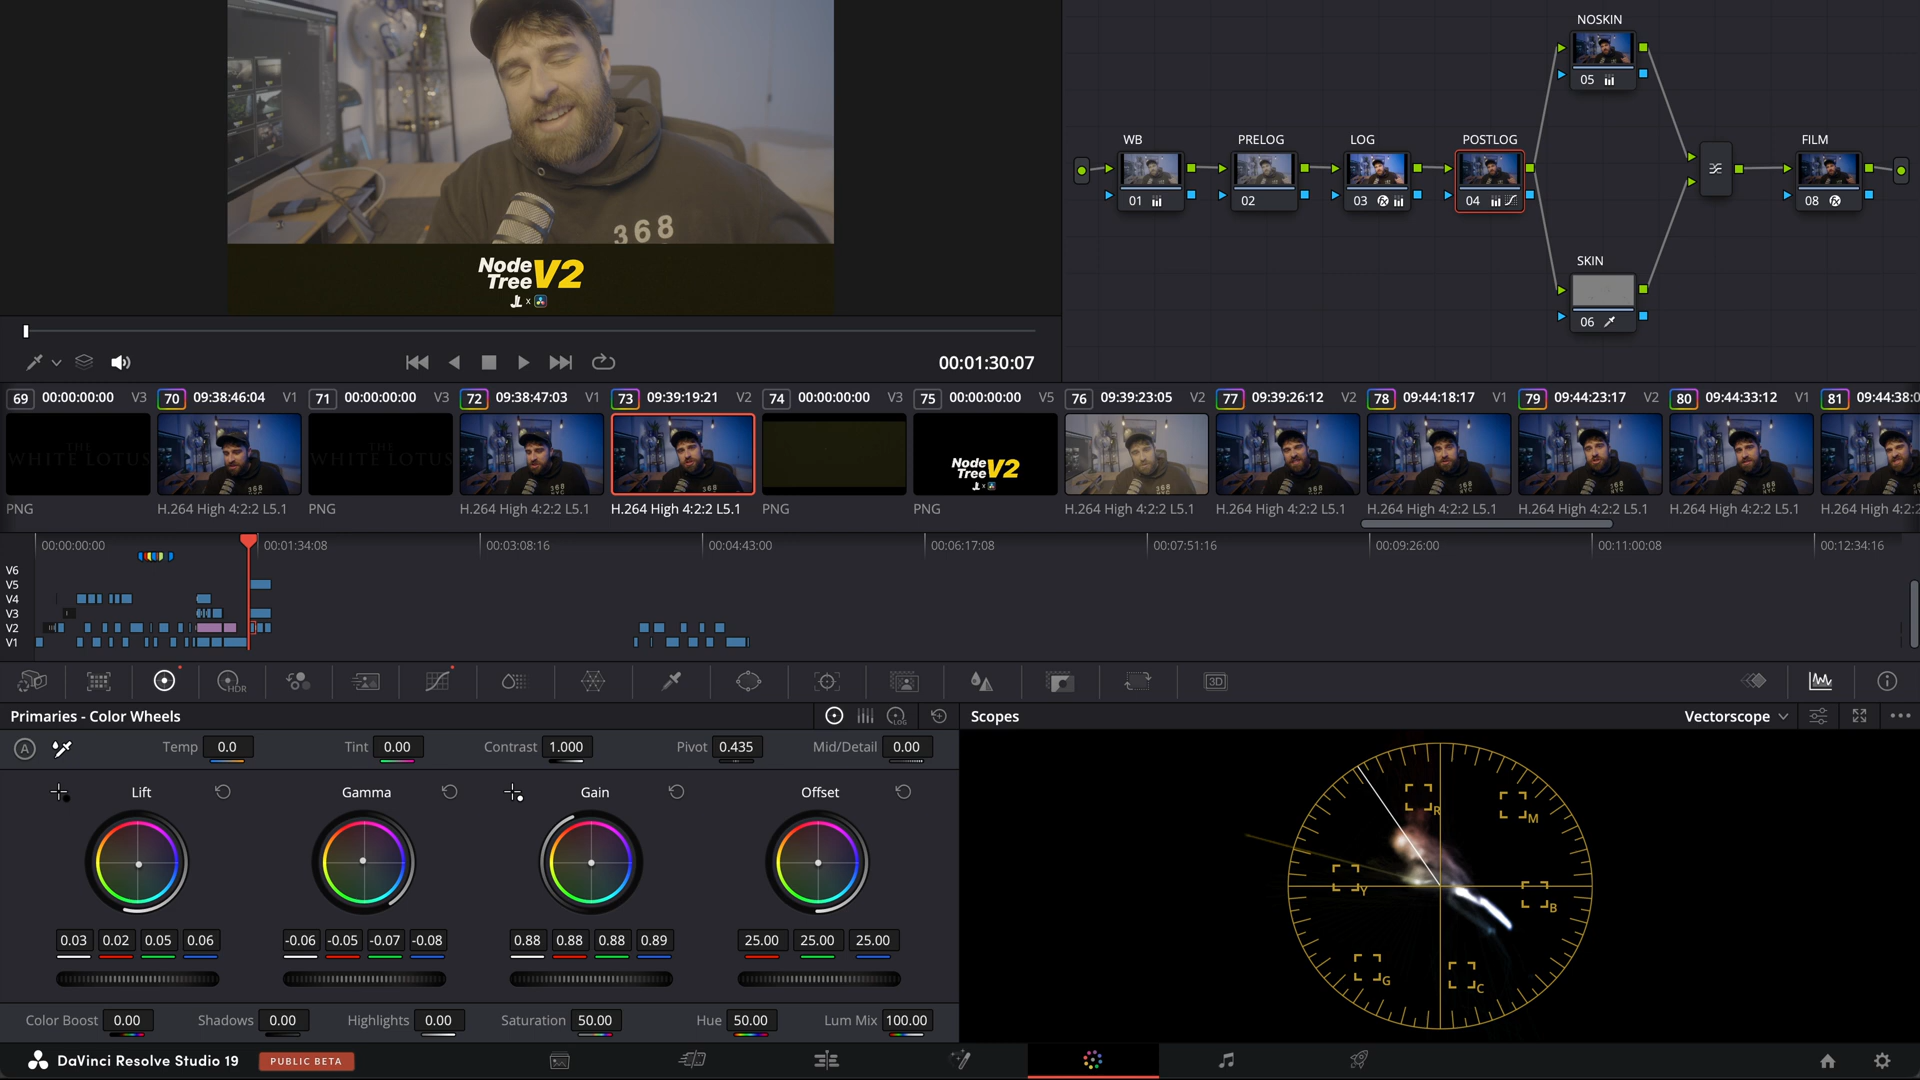 368
Node
Tree V2
x
00:01:30:07
NOSKIN
05
WB
PRELOG
LOG
POSTLOG
FILM
01
02
03
04
08
SKIN
06
69 00:00:00:00 V3
70 09:38:46:04 V1
71 00:00:00:00 V3
72 09:38:47:03 V1
73 09:39:19:21 V2
74 00:00:00:00 V3
75 00:00:00:00 V5
76 09:39:23:05 V2
77 09:39:26:12 V2
78 09:44:18:17 V1
79 09:44:23:17 V2
80 09:44:33:12 V1
81 09:44:38:0
THE
WHITE LOTUS
THE
WHITE LOTUS
Node
Tree V2
PNG
H.264 High 4:2:2 L5.1
PNG
H.264 High 4:2:2 L5.1
H.264 High 4:2:2 L5.1
PNG
PNG
H.264 High 4:2:2 L5.1
H.264 High 4:2:2 L5.1
H.264 High 4:2:2 L5.1
H.264 High 4:2:2 L5.1
H.264 High 4:2:2 L5.1
H.264 High 4:2:2
00:00:00:00
00:01:34:08
00:03:08:16
00:04:43:00
00:06:17:08
00:07:51:16
00:09:26:00
00:11:00:08
00:12:34:16
V6
V5
V4
V3
V2
V1
HDR
3D
Primaries - Color Wheels
LOG
A
Temp 0.0
Tint 0.00
Contrast 1.000
Pivot 0.435
Mid/Detail 0.00
Lift
Gamma
Gain
Offset
0.03 0.02 0.05 0.06
-0.06 -0.05 -0.07 -0.08
0.88 0.88 0.88 0.89
25.00 25.00 25.00
Color Boost 0.00
Shadows 0.00
Highlights 0.00
Saturation 50.00
Hue 50.00
Lum Mix 100.00
Scopes
Vectorscope
R
M
Y
B
G
C
DaVinci Resolve Studio 19
PUBLIC BETA